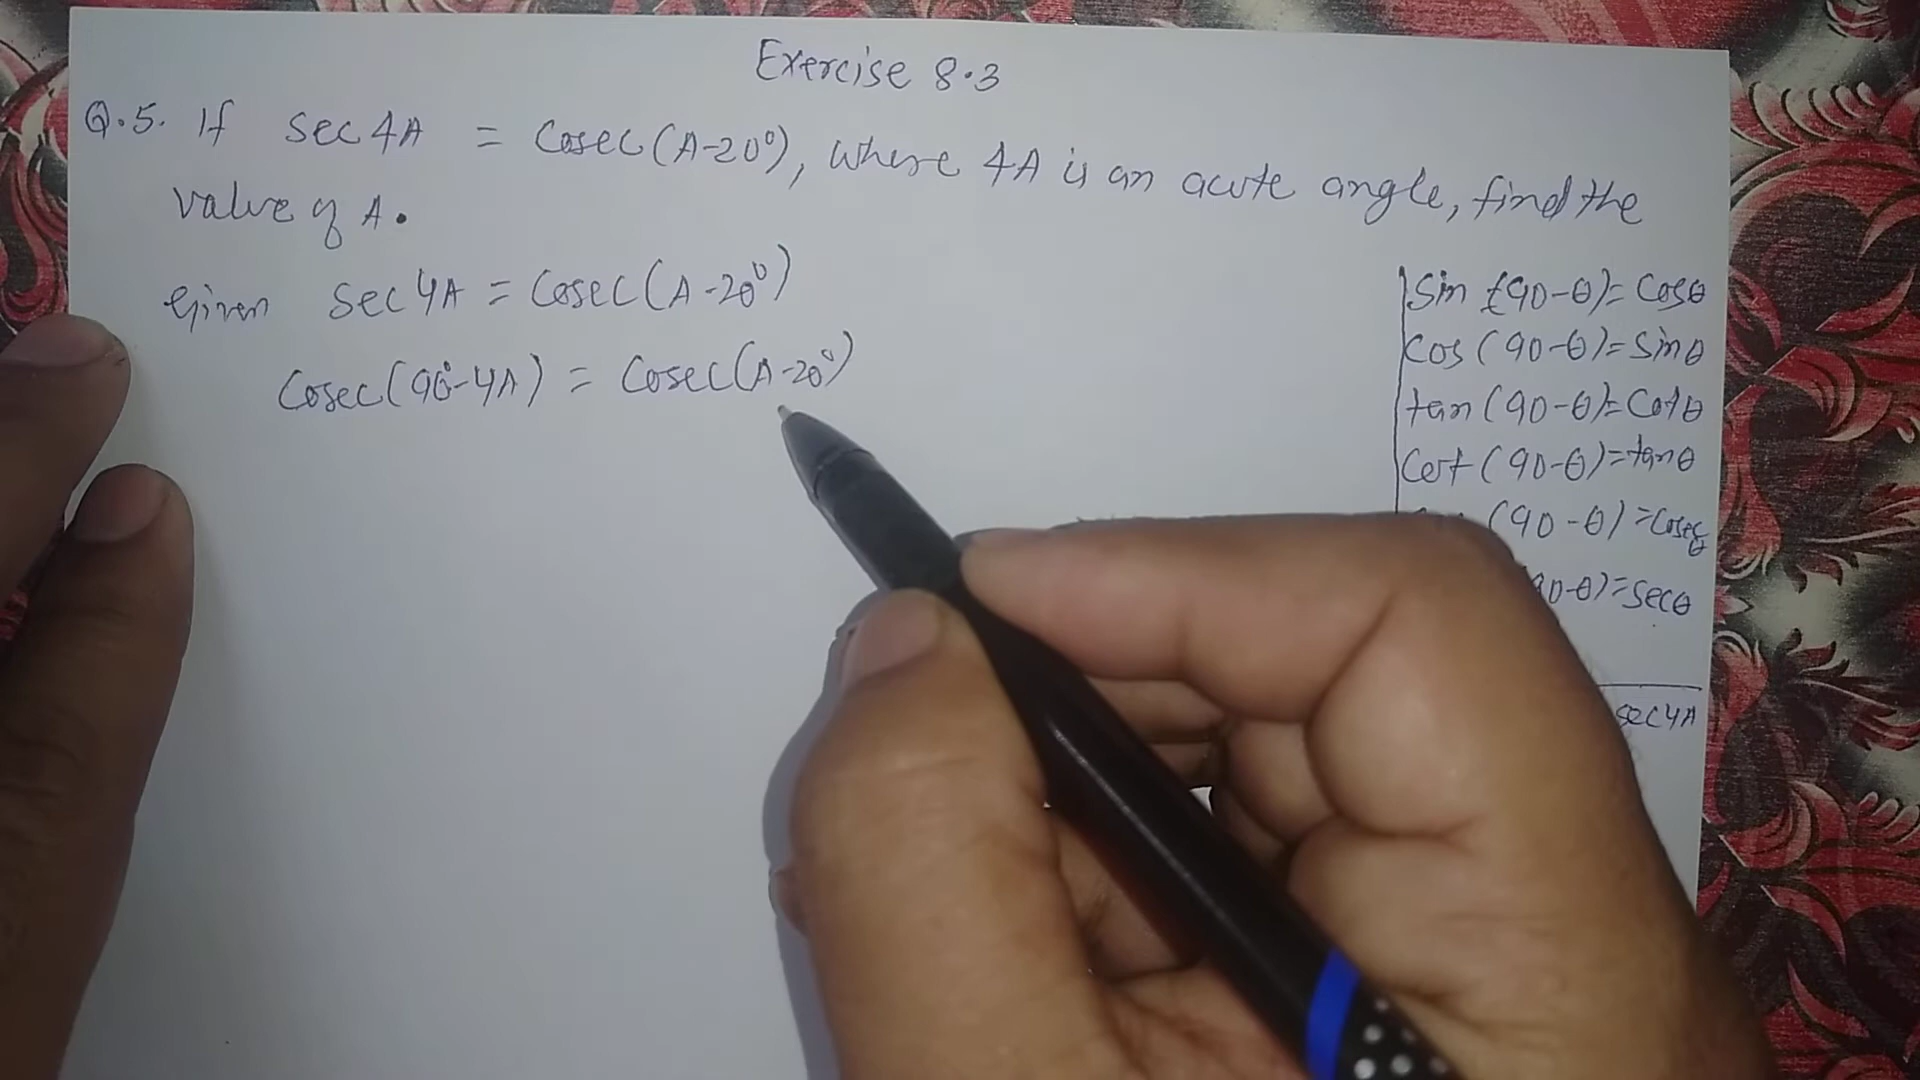 Exercise 8.3
Q.5. If sec 4A = Cosec(A-20°), where 4A is an acute angle, find the
value of A.
Given sec 4A = Cosec(A-20°)
Cosec(90°-4A) = Cosec(A-20°)
Sin (90-θ)=Cosθ
Cos (90-θ)=Sinθ
tan (90-θ)=Cotθ
Cot (90-θ)=tanθ
(90-θ)=Cosecθ
90-θ)=Secθ
sec4A